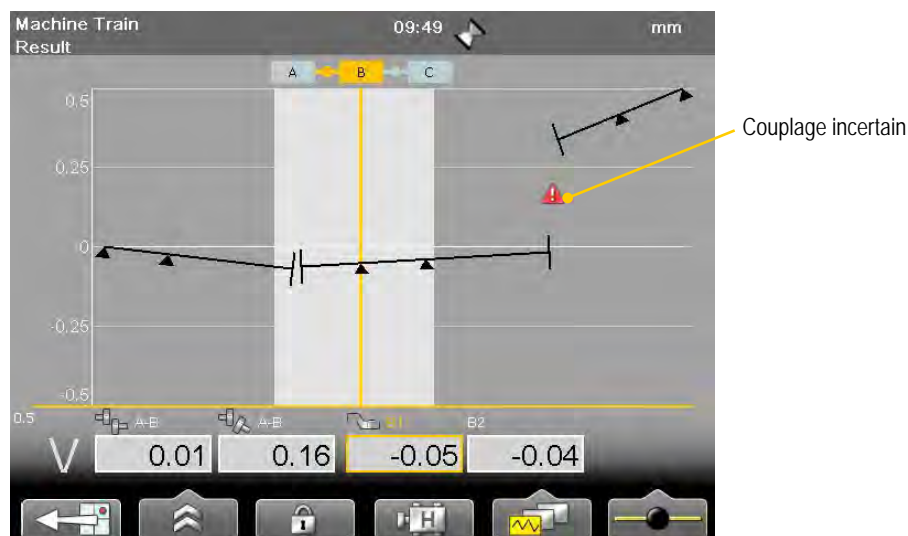 Machine Train 09:49 mm
Result
A B C
0.5
0.25
0
-0.25
-0.5
0.5 A-B A-B B1 B2
V 0.01 0.16 -0.05 -0.04
H
Couplage incertain